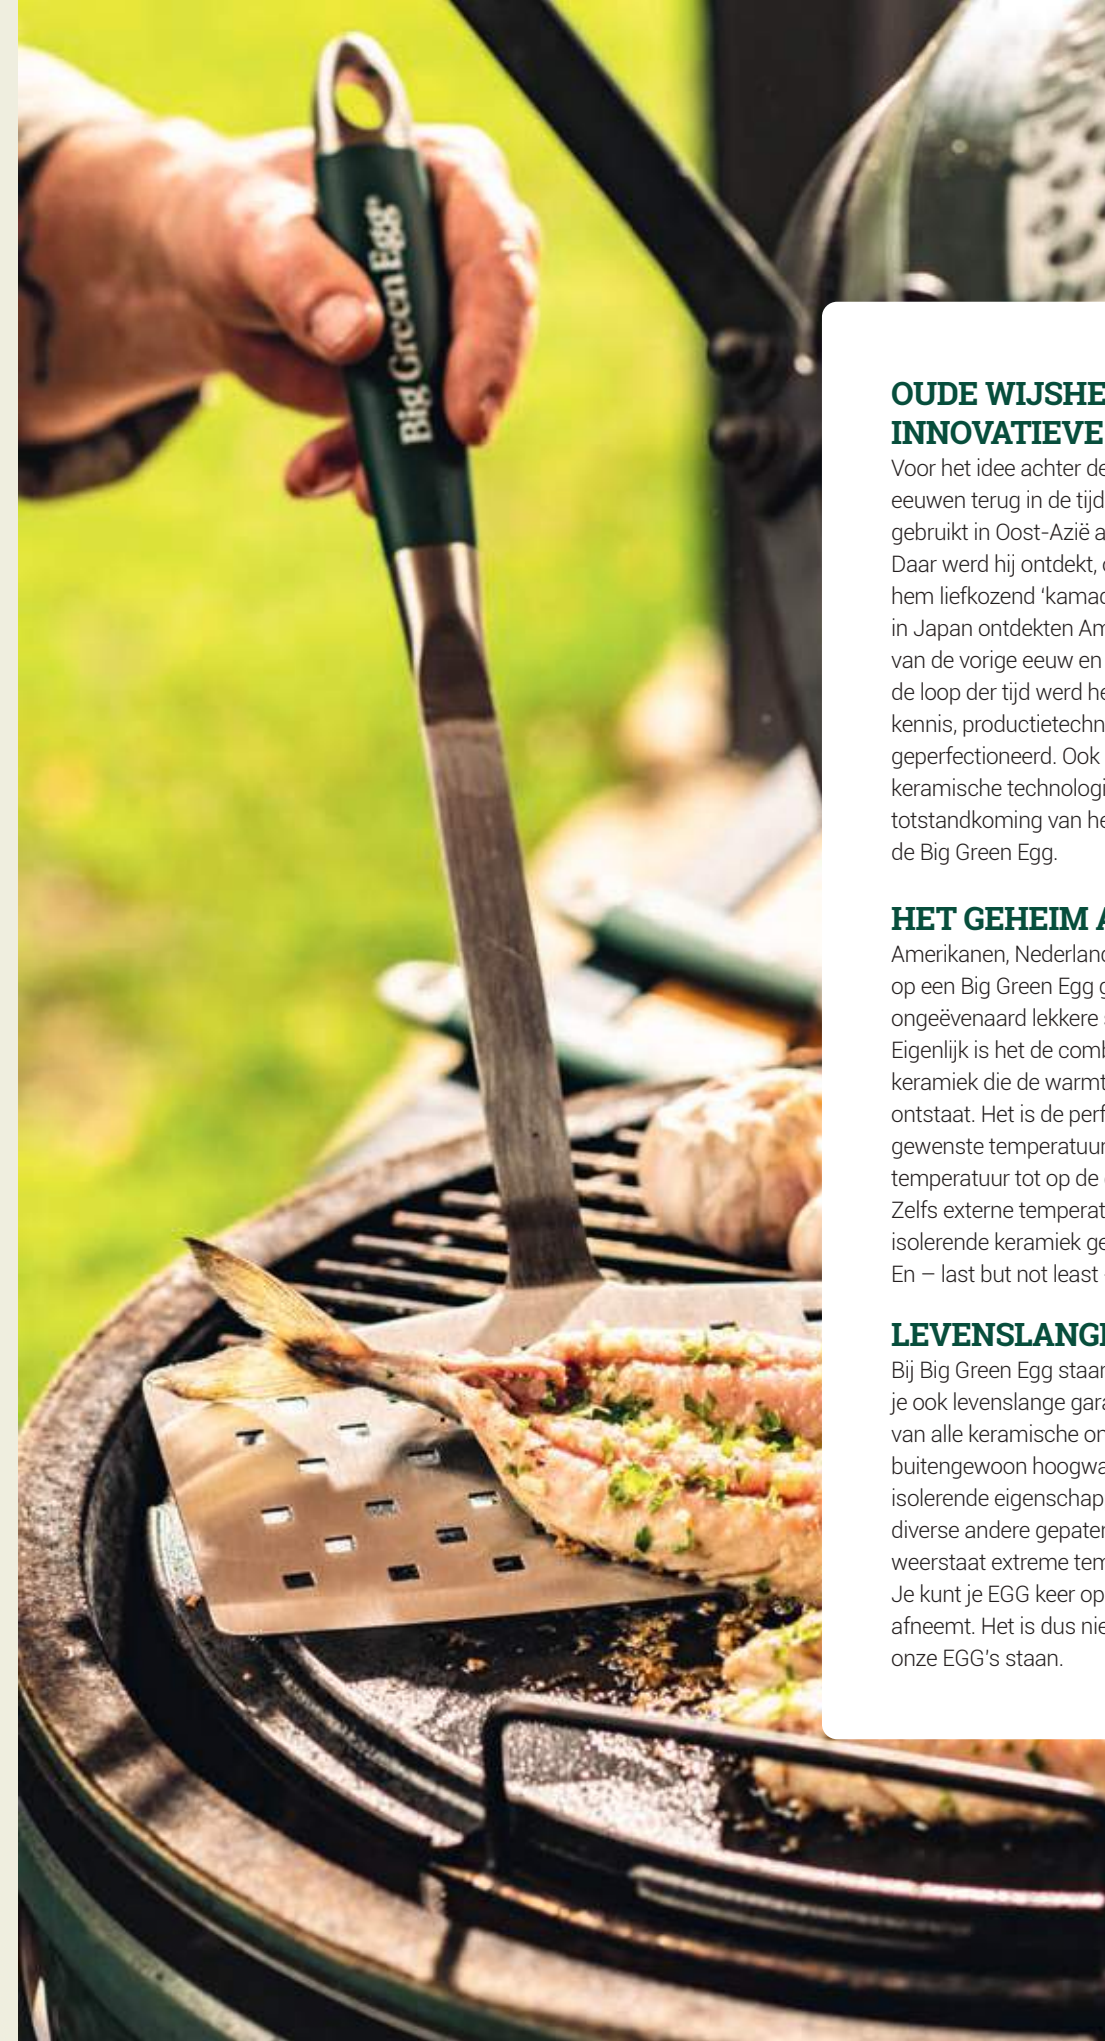 Big Green Egg®
OUDE WIJSHE
INNOVATIEVE
Voor het idee achter de
eeuwen terug in de tijd
gebruikt in Oost-Azië a
Daar werd hij ontdekt,
hem liefkozend ‘kamad
in Japan ontdekten Am
van de vorige eeuw en
de loop der tijd werd he
kennis, productietechn
geperfectioneerd. Ook
keramische technologi
totstandkoming van he
de Big Green Egg.
HET GEHEIM A
Amerikanen, Nederland
op een Big Green Egg g
ongeëvenaard lekkere
Eigenlijk is het de comb
keramiek die de warmt
ontstaat. Het is de perf
gewenste temperatuur
temperatuur tot op de
Zelfs externe temperat
isolerende keramiek ge
En – last but not least
LEVENSLANG
Bij Big Green Egg staan
je ook levenslange gara
van alle keramische on
buitengewoon hoogwa
isolerende eigenschap
diverse andere gepaten
weerstaat extreme tem
Je kunt je EGG keer op
afneemt. Het is dus nie
onze EGG's staan.